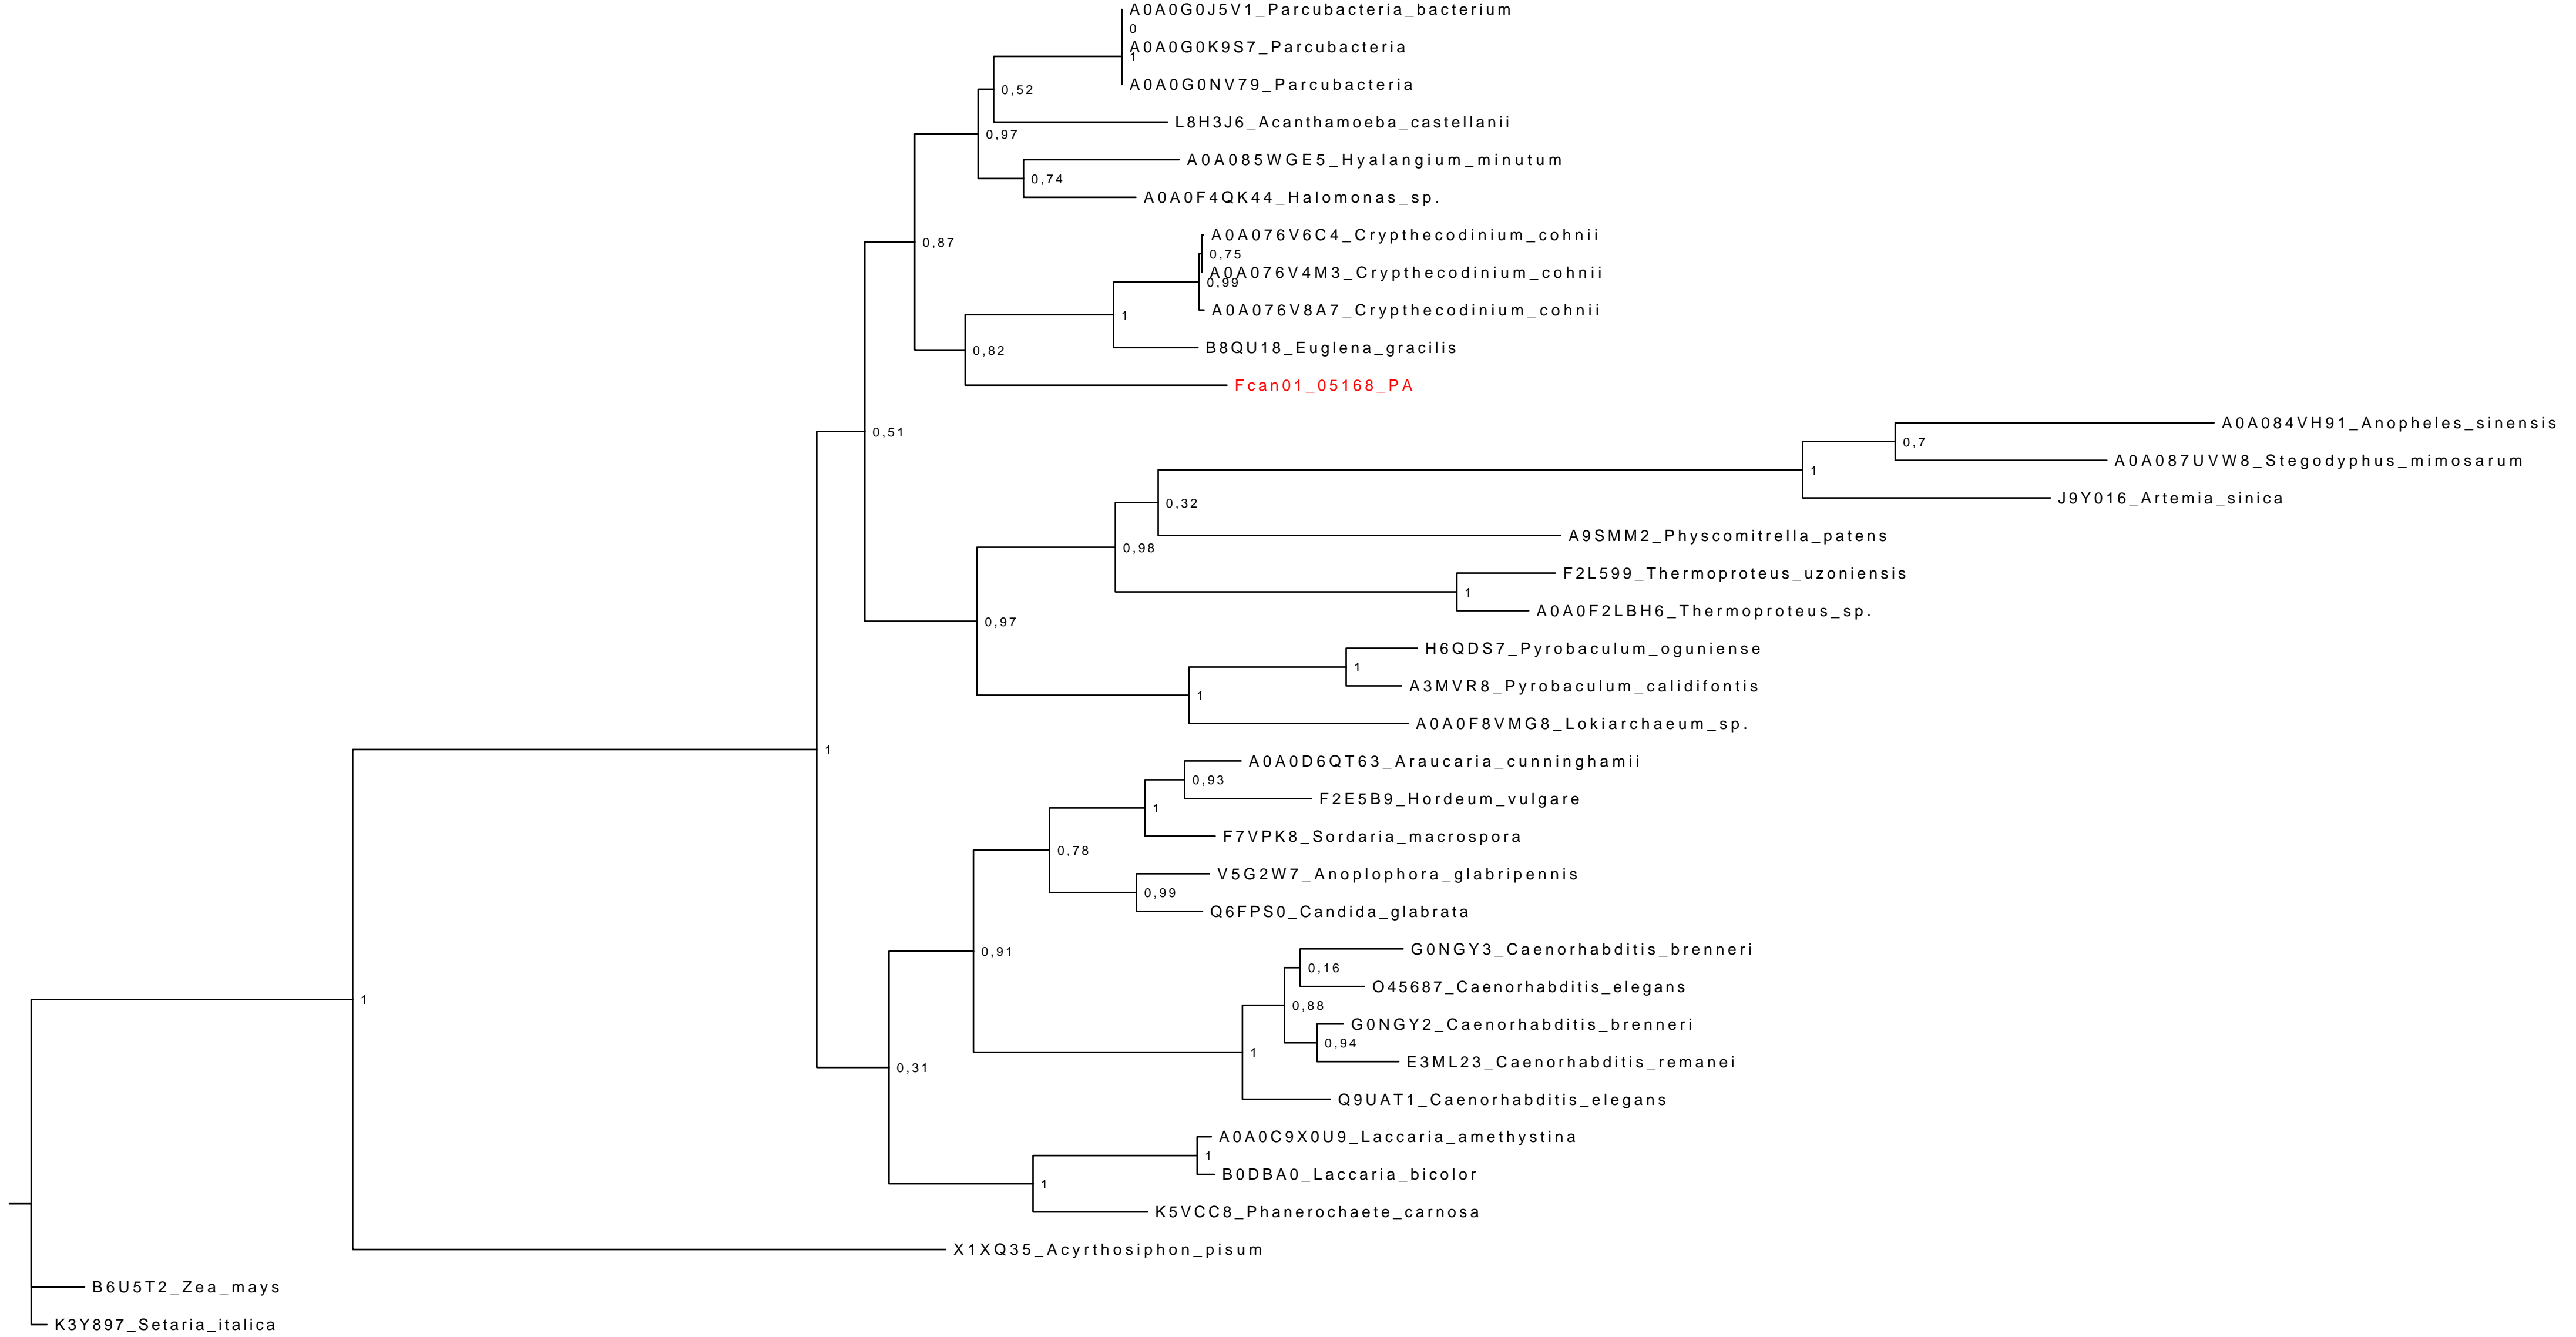 A0A0G0J5V1_Parcubacteria_bacterium
0
A0A0G0K9S7_Parcubacteria
1
A0A0G0NV79_Parcubacteria
0,52
L8H3J6_Acanthamoeba_castellanii
0,97
A0A085WGE5_Hyalangium_minutum
0,74
A0A0F4QK44_Halomonas_sp.
A0A076V6C4_Crypthecodinium_cohnii
0,87
0,75
A0A076V4M3_Crypthecodinium_cohnii
0,99
A0A076V8A7_Crypthecodinium_cohnii
1
B8QU18_Euglena_gracilis
0,82
Fcan01_05168_PA
A0A084VH91_Anopheles_sinensis
0,51
0,7
A0A087UVW8_Stegodyphus_mimosarum
1
J9Y016_Artemia_sinica
0,32
A9SMM2_Physcomitrella_patens
0,98
F2L599_Thermoproteus_uzoniensis
1
A0A0F2LBH6_Thermoproteus_sp.
0,97
H6QDS7_Pyrobaculum_oguniense
1
A3MVR8_Pyrobaculum_calidifontis
1
A0A0F8VMG8_Lokiarchaeum_sp.
1
A0A0D6QT63_Araucaria_cunninghamii
0,93
F2E5B9_Hordeum_vulgare
1
F7VPK8_Sordaria_macrospora
0,78
V5G2W7_Anoplophora_glabripennis
0,99
Q6FPS0_Candida_glabrata
0,91
G0NGY3_Caenorhabditis_brenneri
0,16
O45687_Caenorhabditis_elegans
1
0,88
G0NGY2_Caenorhabditis_brenneri
0,94
1
E3ML23_Caenorhabditis_remanei
0,31
Q9UAT1_Caenorhabditis_elegans
A0A0C9X0U9_Laccaria_amethystina
1
B0DBA0_Laccaria_bicolor
1
K5VCC8_Phanerochaete_carnosa
X1XQ35_Acyrthosiphon_pisum
B6U5T2_Zea_mays
K3Y897_Setaria_italica